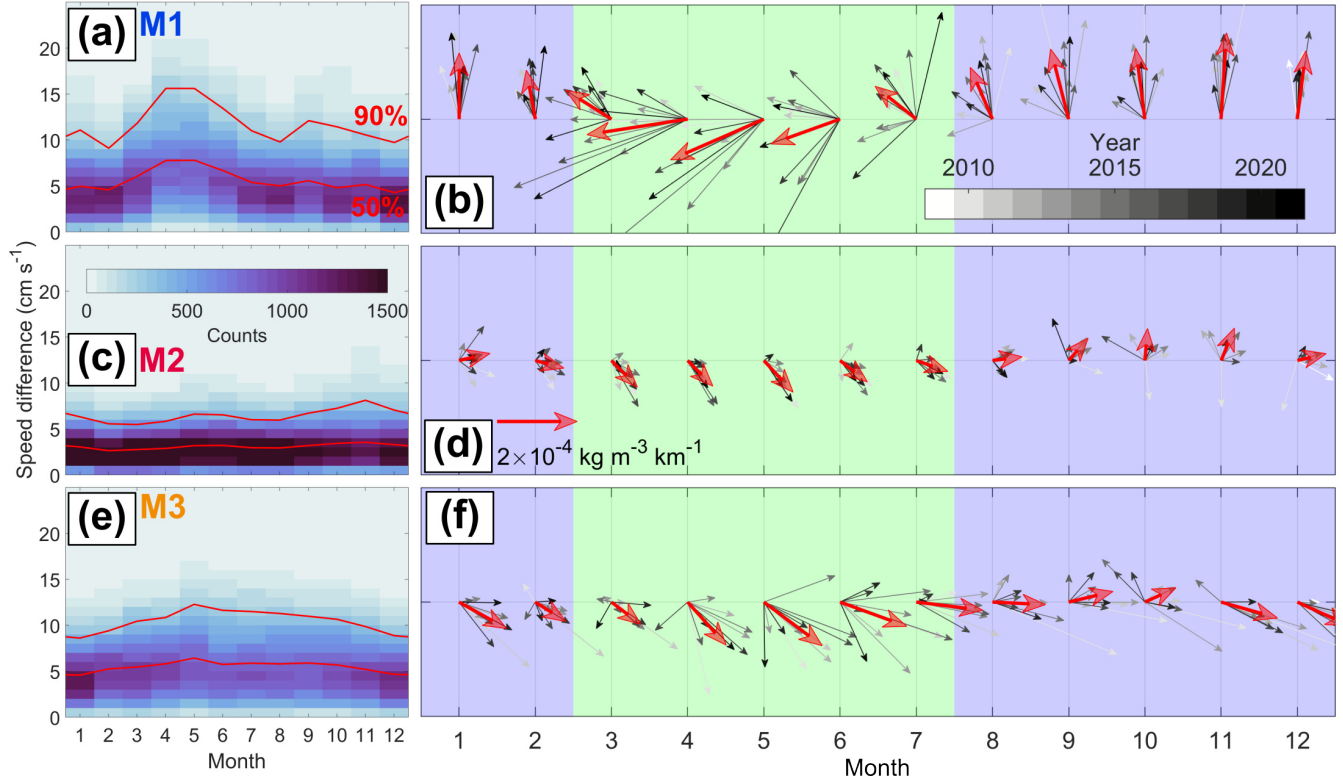 (a) M1
20
15
10
5
0
90%
50%
(b)
Year
2010 2015 2020
Speed difference (cm s⁻¹)
20
15
10
5
0
0 500 1000 1500
Counts
(c) M2
(d)
2×10⁻⁴ kg m⁻³ km⁻¹
(e) M3
20
15
10
5
0
1 2 3 4 5 6 7 8 9 10 11 12
Month
(f)
1 2 3 4 5 6 7 8 9 10 11 12
Month